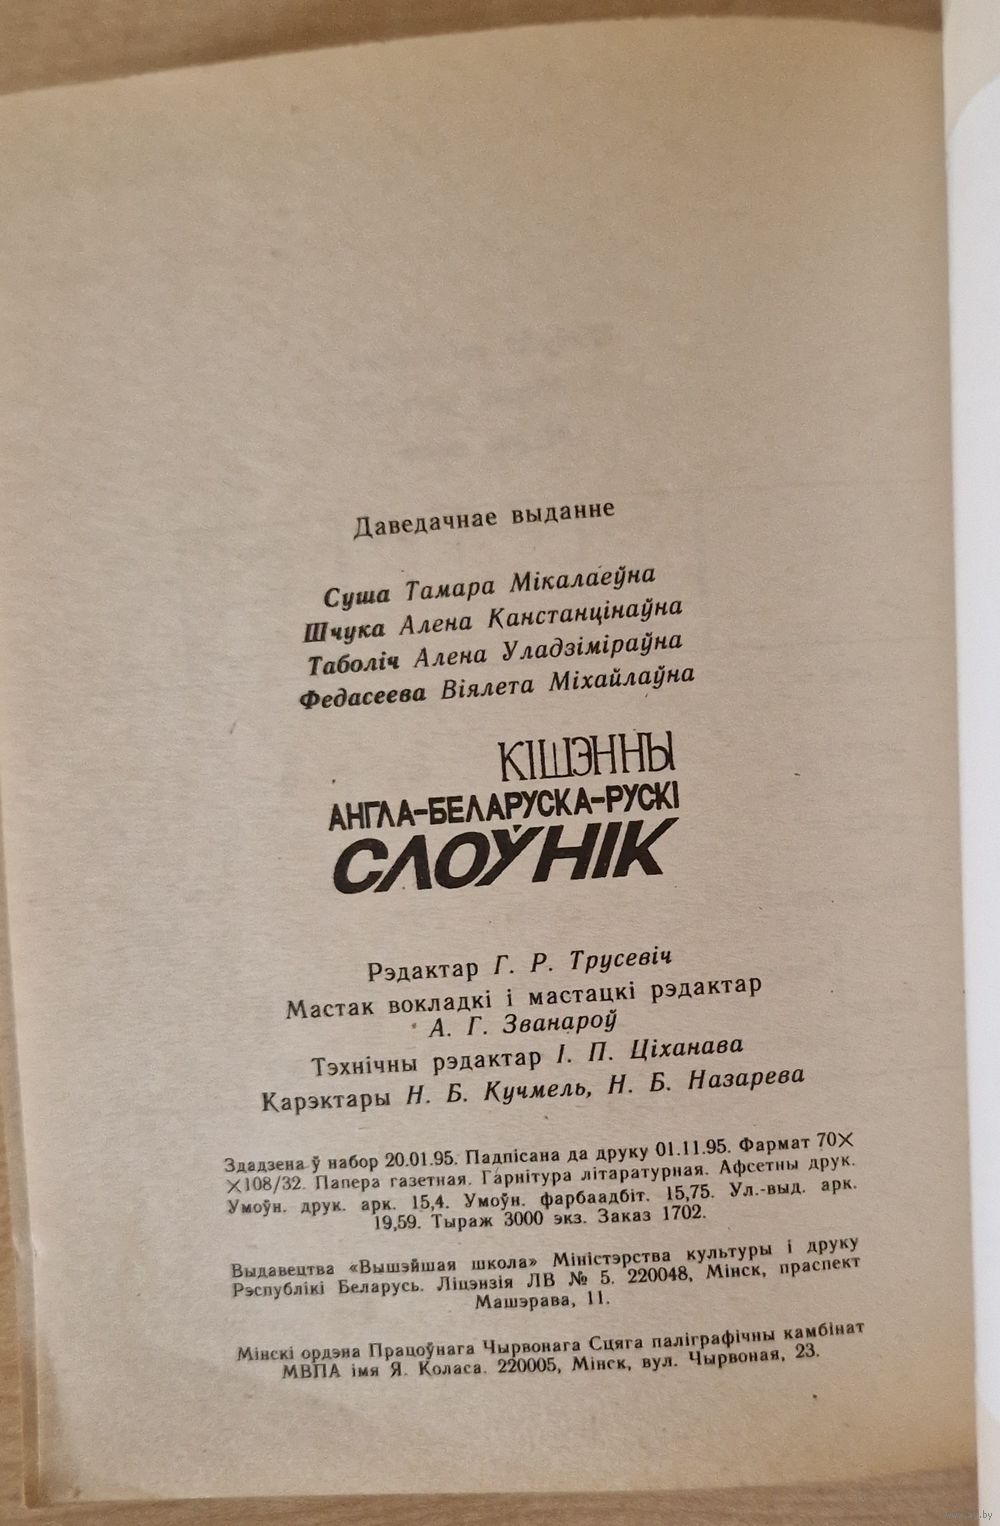 Даведачнае выданне
Суша Тамара Мікалаеўна
Шчука Алена Канстанцінаўна
Таболіч Алена Уладзіміраўна
Федасеева Віялета Міхайлаўна
КІШЭННЫ
АНГЛА-БЕЛАРУСКА-РУСКІ
СЛОЎНІК
Рэдактар Г. Р. Трусевіч
Мастак вокладкі і мастацкі рэдактар
А. Г. Званароў
Тэхнічны рэдактар І. П. Ціханава
Карэктары Н. Б. Кучмель, Н. Б. Назарева
Здадзена ў набор 20.01.95. Падпісана да друку 01.11.95. Фармат 70×
×108/32. Папера газетная. Гарнітура літаратурная. Афсетны друк.
Умоўн. друк. арк. 15,4. Умоўн. фарбаадбіт. 15,75. Ул.-выд. арк.
19,59. Тыраж 3000 экз. Заказ 1702.
Выдавецтва «Вышэйшая школа» Міністэрства культуры і друку
Рэспублікі Беларусь. Ліцэнзія ЛВ № 5. 220048, Мінск, праспект
Машэрава, 11.
Мінскі ордэна Працоўнага Чырвонага Сцяга паліграфічны камбінат
МВПА імя Я. Коласа. 220005, Мінск, вул. Чырвоная, 23.